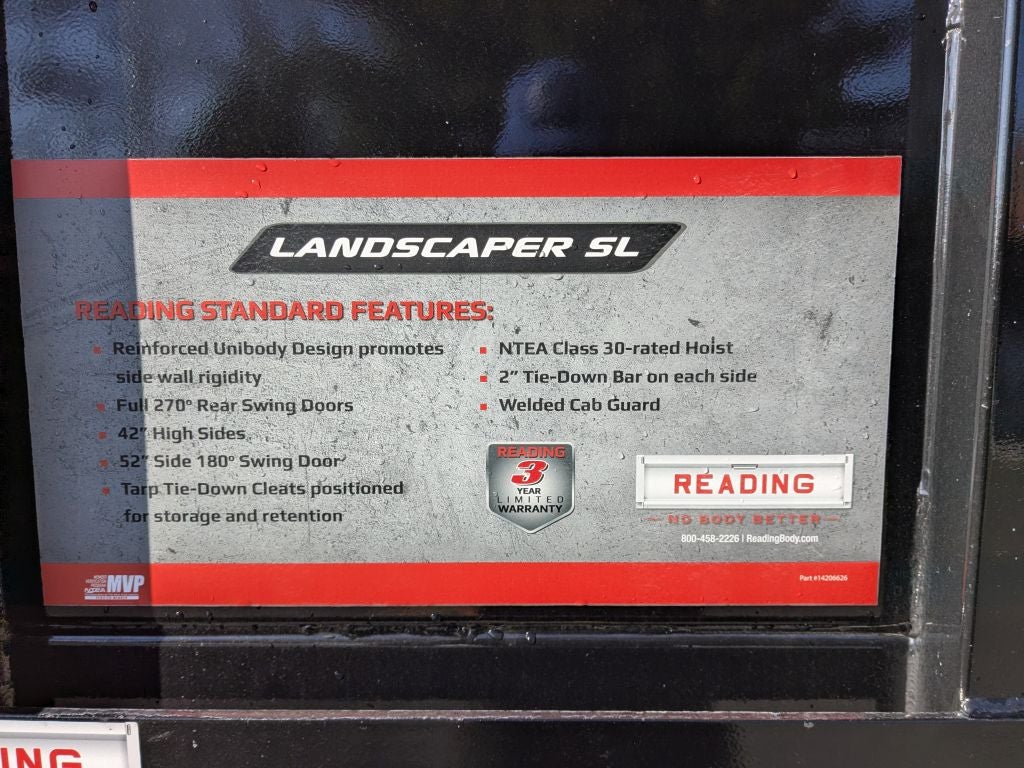 LANDSCAPER SL
READING STANDARD FEATURES:
Reinforced Unibody Design promotes
side wall rigidity
Full 270° Rear Swing Doors
42" High Sides
52" Side 180° Swing Door
Tarp Tie-Down Cleats positioned
for storage and retention
NTEA Class 30-rated Hoist
2" Tie-Down Bar on each side
Welded Cab Guard
READING
3
YEAR
LIMITED
WARRANTY
READING
NO BODY BETTER
800-458-2226 | ReadingBody.com
NTEA
MVP
Part #14206626
ING